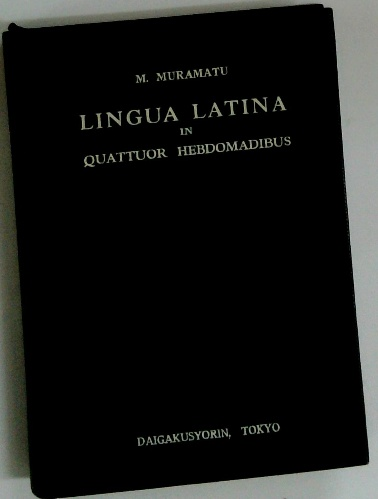 M. MURAMATU
LINGUA LATINA
IN
QUATTUOR HEBDOMADIBUS
DAIGAKUSYORIN, TOKYO